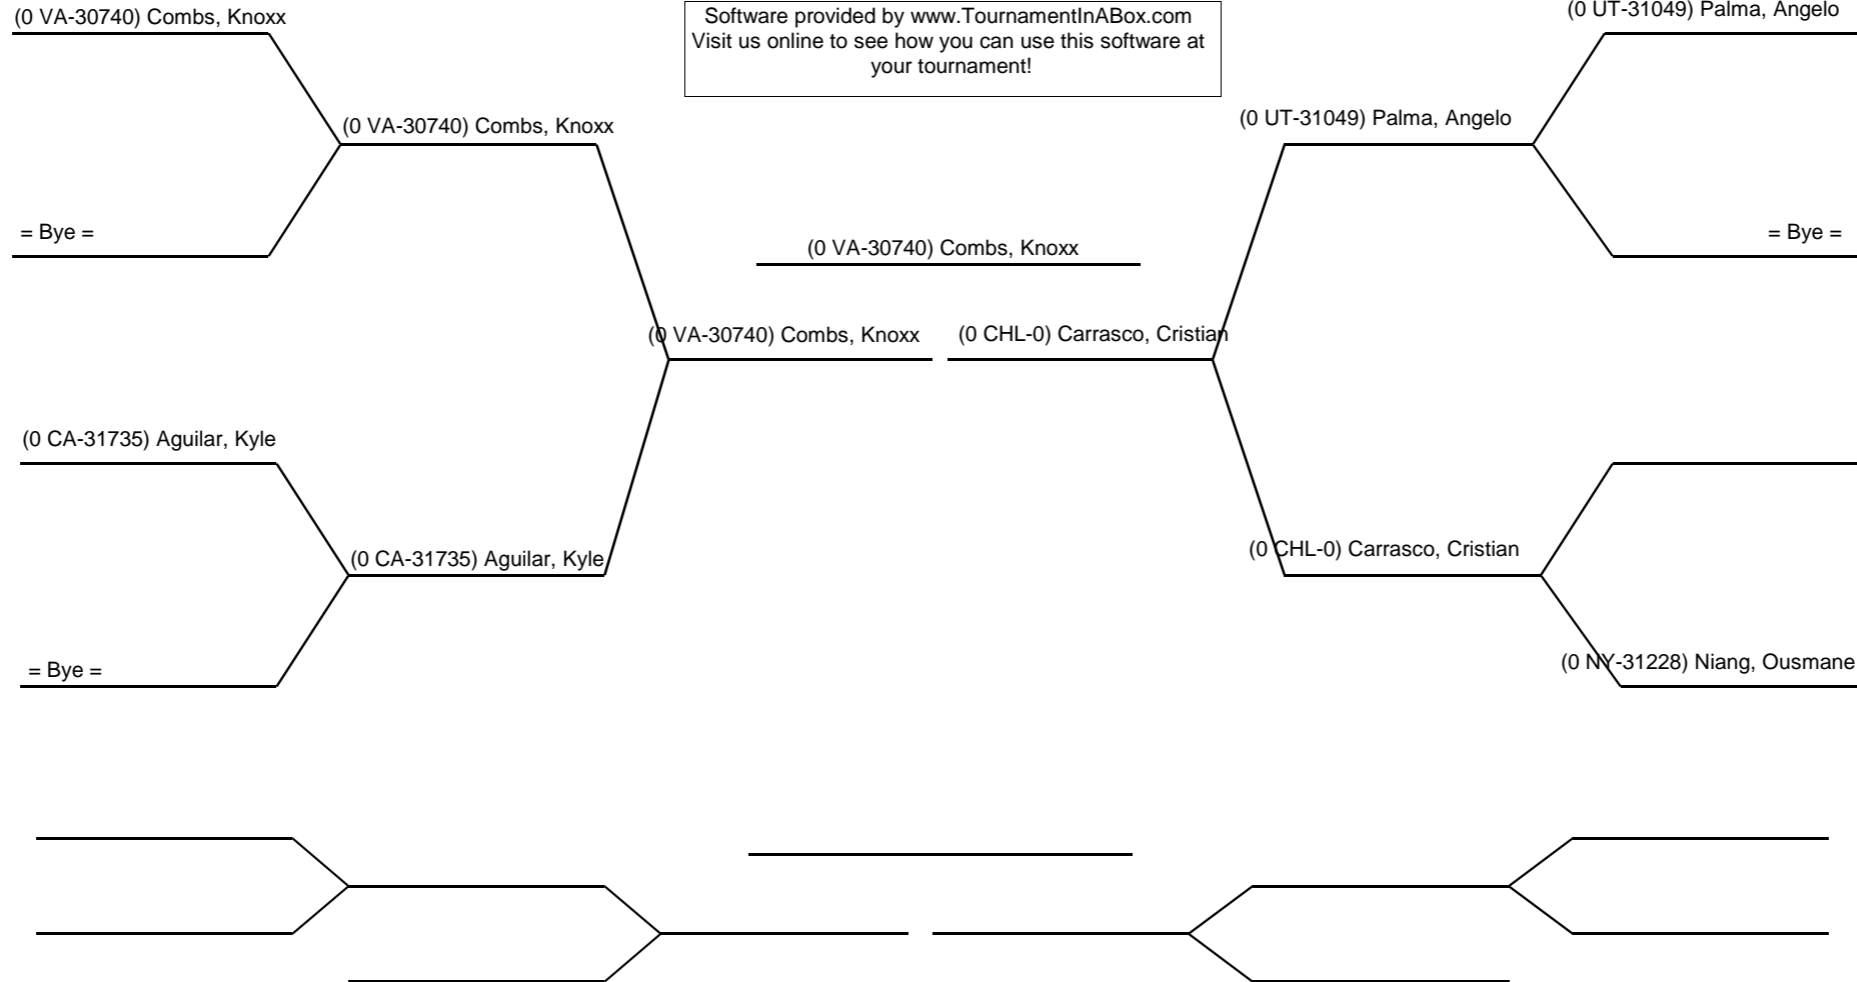 (0 VA-30740) Combs, Knoxx
Software provided by www.TournamentInABox.com
Visit us online to see how you can use this software at
your tournament!
(0 UT-31049) Palma, Angelo
(0 VA-30740) Combs, Knoxx
(0 UT-31049) Palma, Angelo
= Bye =
(0 VA-30740) Combs, Knoxx
= Bye =
(0 VA-30740) Combs, Knoxx
(0 CHL-0) Carrasco, Cristian
(0 CA-31735) Aguilar, Kyle
(0 CA-31735) Aguilar, Kyle
(0 CHL-0) Carrasco, Cristian
= Bye =
(0 NY-31228) Niang, Ousmane